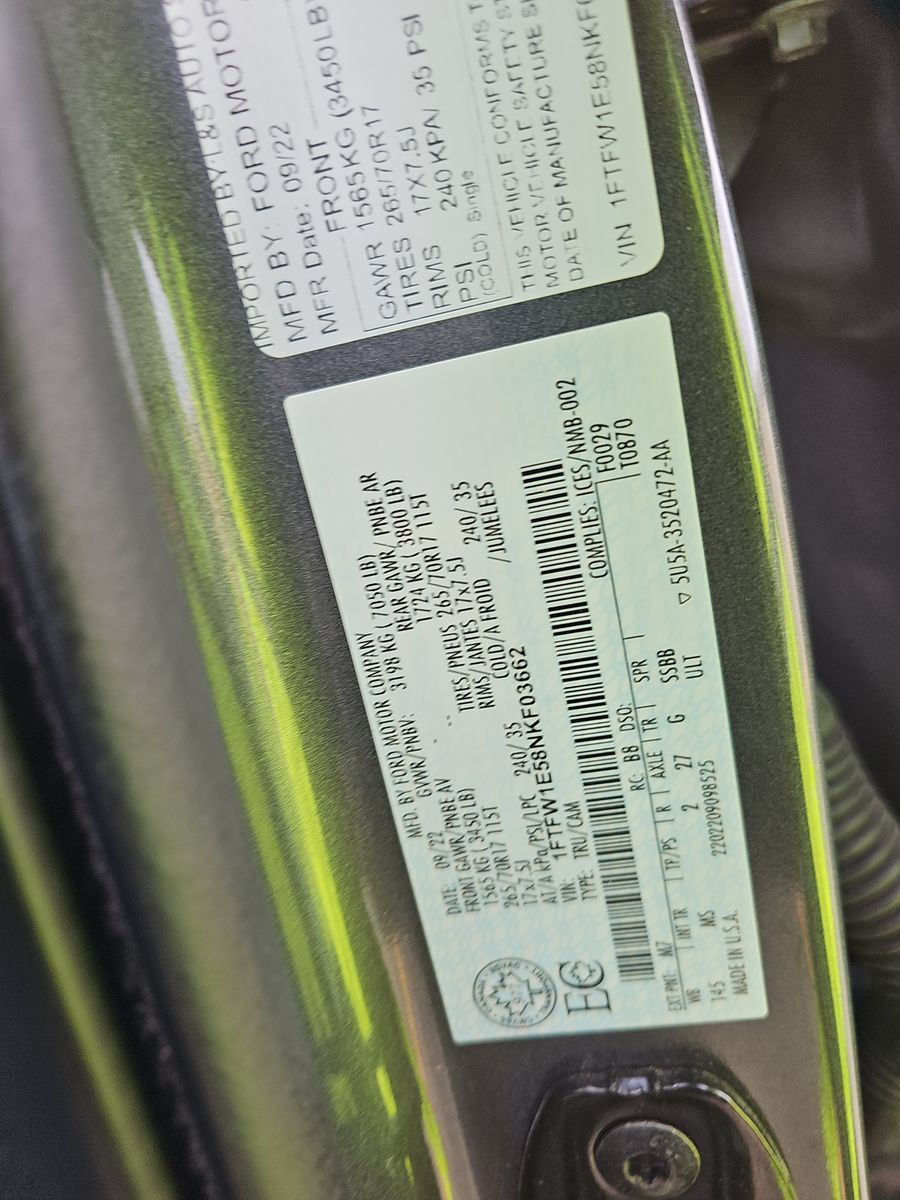 IMPORTED BY: L&S AUTO
MFD BY: FORD MOTOR
MFR Date: 09/22
FRONT
GAWR 1565KG (3450LB
TIRES 265/70R17
RIMS 17X7.5J
PSI 240 KPA/ 35 PSI
(COLD) Single
THIS VEHICLE CONFORMS T
MOTOR VEHICLE SAFETY ST
DATE OF MANUFACTURE S
VIN 1FTFW1E58NKF
MFD. BY FORD MOTOR COMPANY
DATE: 09/22 GVWR/PNBV: 3198 KG ( 7050 LB)
FRONT GAWR/PNBE AV REAR GAWR/ PNBE AR
1565 KG ( 3450 LB) 1724 KG ( 3800 LB)
265/70R17 115T TIRES/PNEUS 265/70R17 115T
17x7.5J RIMS/JANTES 17x7.5J
AT/A kPa/PSI/LPC 240/ 35 COLD/A FROID 240/ 35
VIN: 1FTFW1E58NKF03662 /JUMELEES
TYPE: TRU/CAM
COMPLIES: ICES/NMB-002
F0029
RC: B8 DSO: T0870
EXT PNT: M7 SPR
WB INT TR TP/PS R AXLE TR
145 MS 2 27 G SSBB
ULT
MADE IN U.S.A. 2202209098525 5U5A-3520472-AA
CANADA
EC